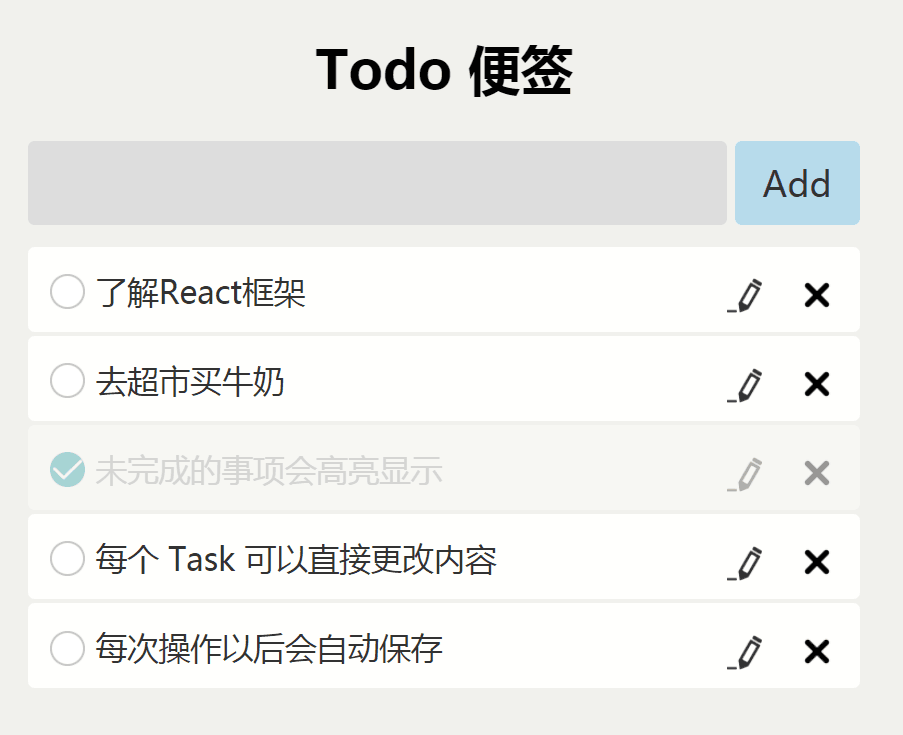 Todo 便签
Add
了解React框架
去超市买牛奶
未完成的事项会高亮显示
每个 Task 可以直接更改内容
每次操作以后会自动保存